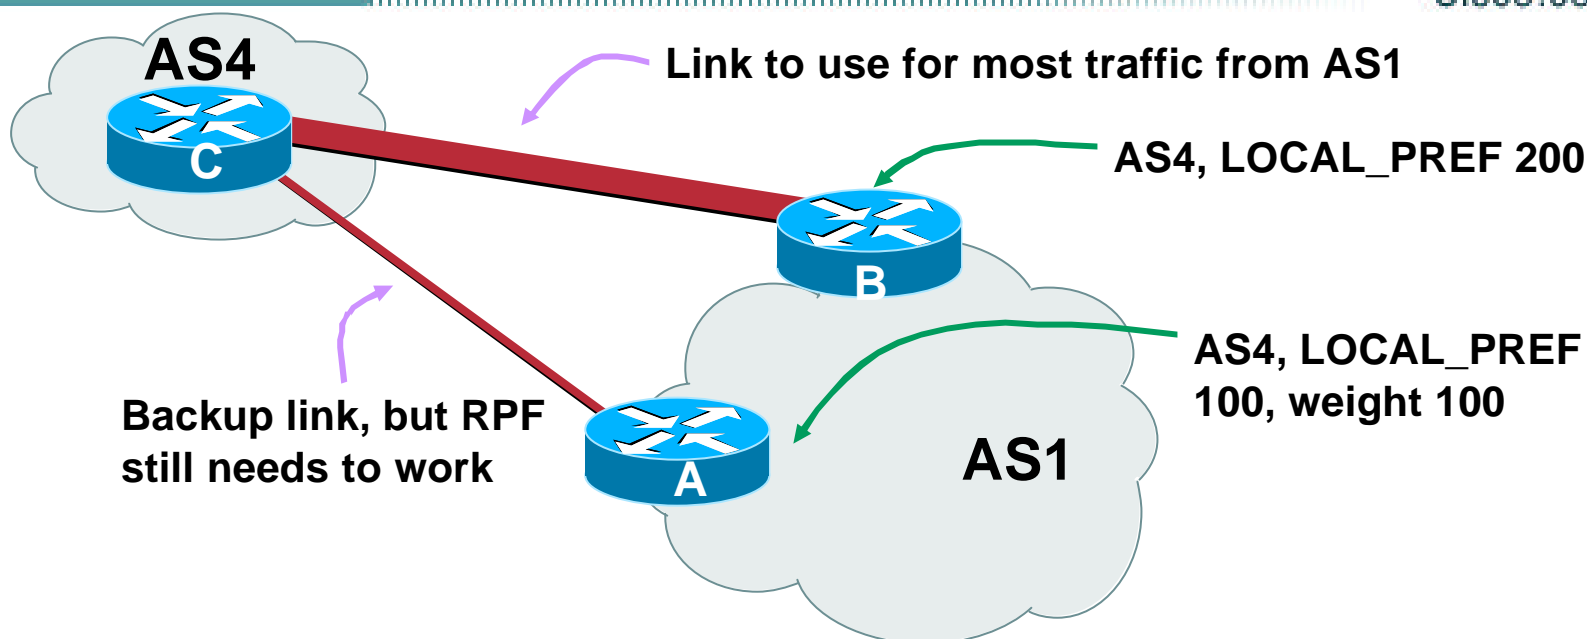 AS4
Link to use for most traffic from AS1
C
AS4, LOCAL_PREF 200
B
AS4, LOCAL_PREF
100, weight 100
Backup link, but RPF
still needs to work
A
AS1